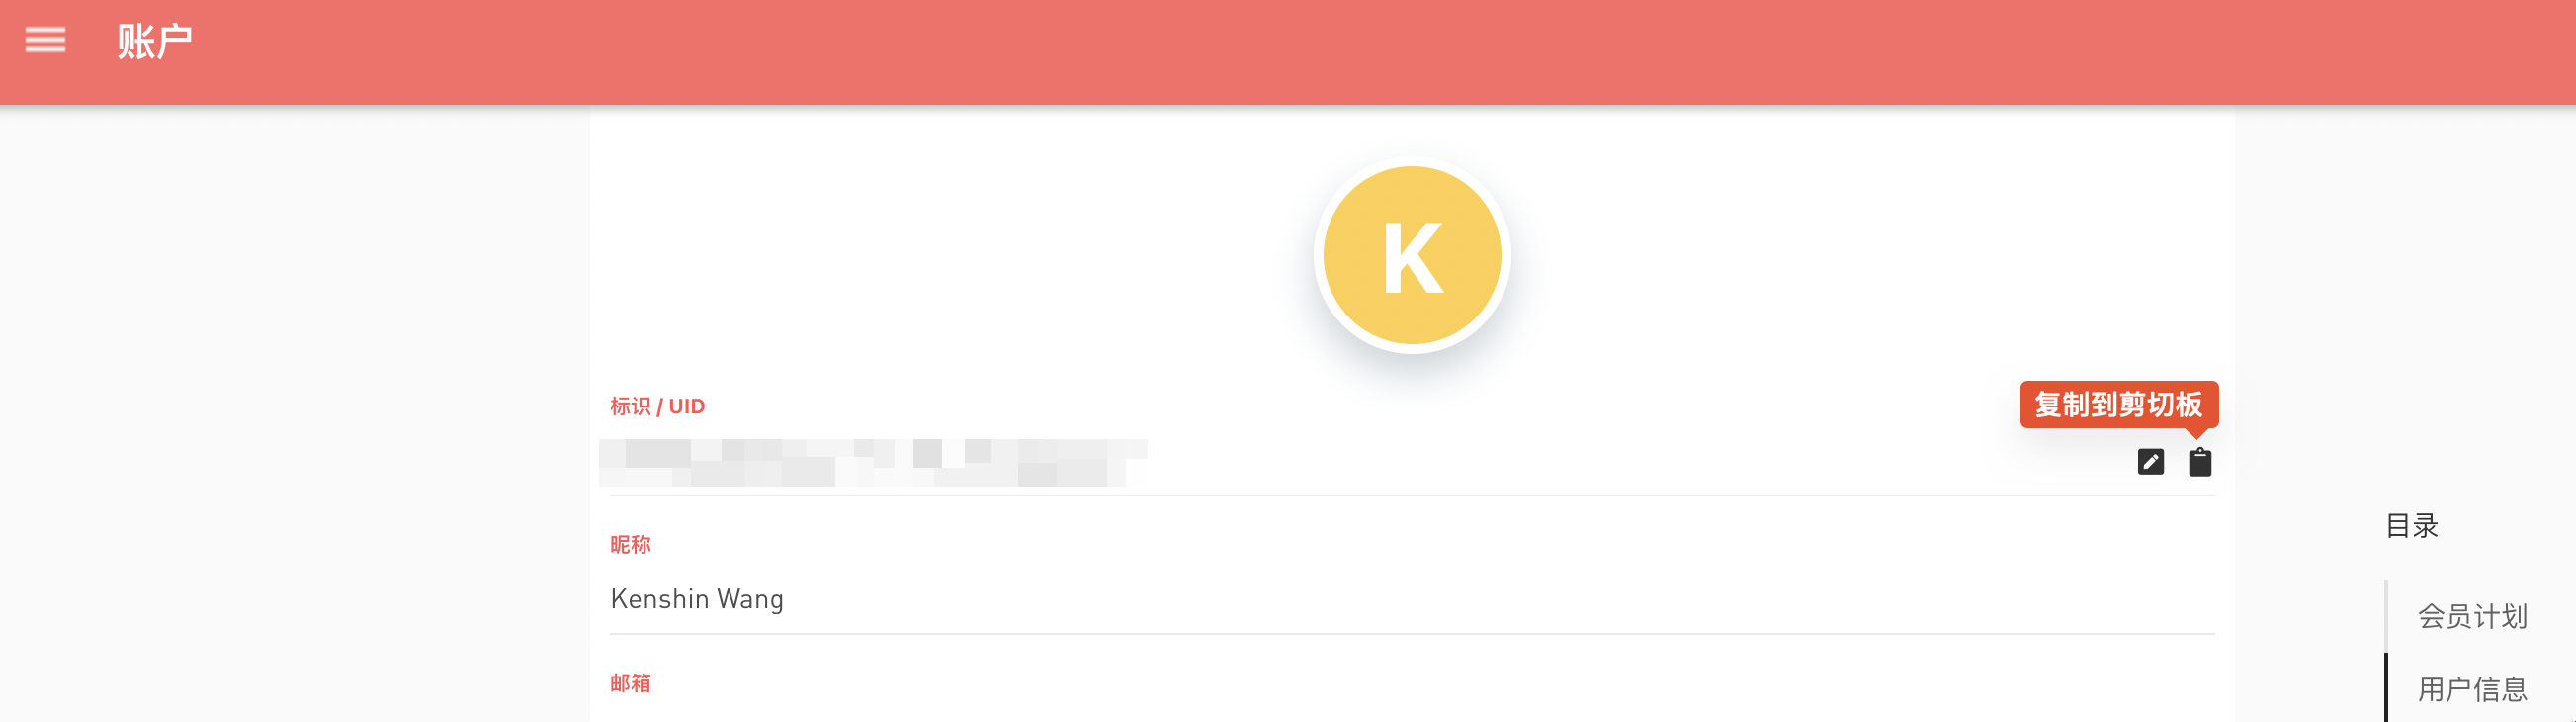 账户
K
标识 / UID
复制到剪切板
昵称
Kenshin Wang
邮箱
目录
会员计划
用户信息